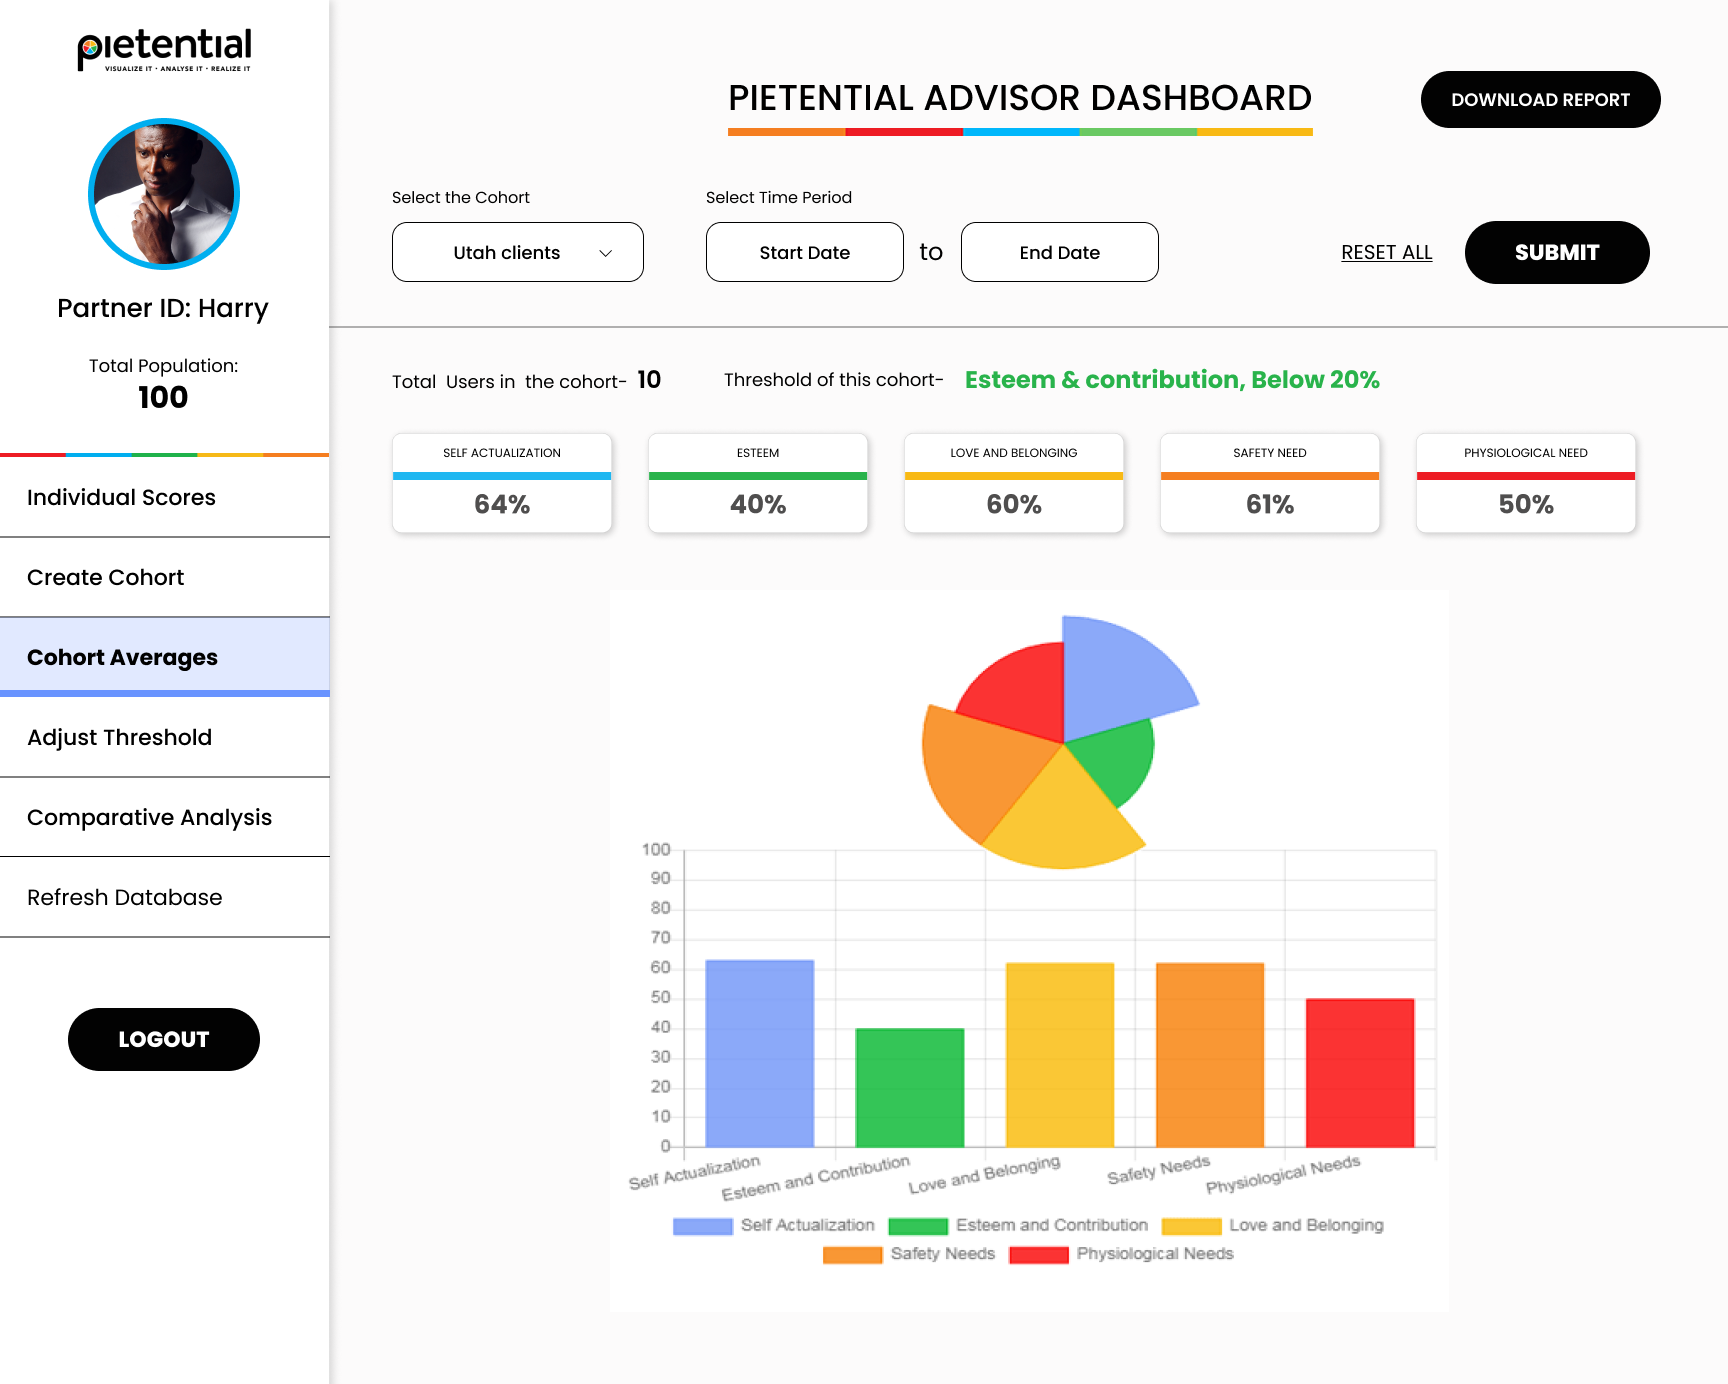 pietential
VISUALIZE IT • ANALYSE IT • REALIZE IT
Partner ID: Harry
Total Population:
100
Individual Scores
Create Cohort
Cohort Averages
Adjust Threshold
Comparative Analysis
Refresh Database
LOGOUT
PIETENTIAL ADVISOR DASHBOARD
DOWNLOAD REPORT
Select the Cohort
Select Time Period
Utah clients
Start Date
to
End Date
RESET ALL
SUBMIT
Total Users in the cohort- 10
Threshold of this cohort- Esteem & contribution, Below 20%
SELF ACTUALIZATION
64%
ESTEEM
40%
LOVE AND BELONGING
60%
SAFETY NEED
61%
PHYSIOLOGICAL NEED
50%
100
90
80
70
60
50
40
30
20
10
0
Self Actualization
Esteem and Contribution
Love and Belonging
Safety Needs
Physiological Needs
Self Actualization Esteem and Contribution Love and Belonging
Safety Needs Physiological Needs